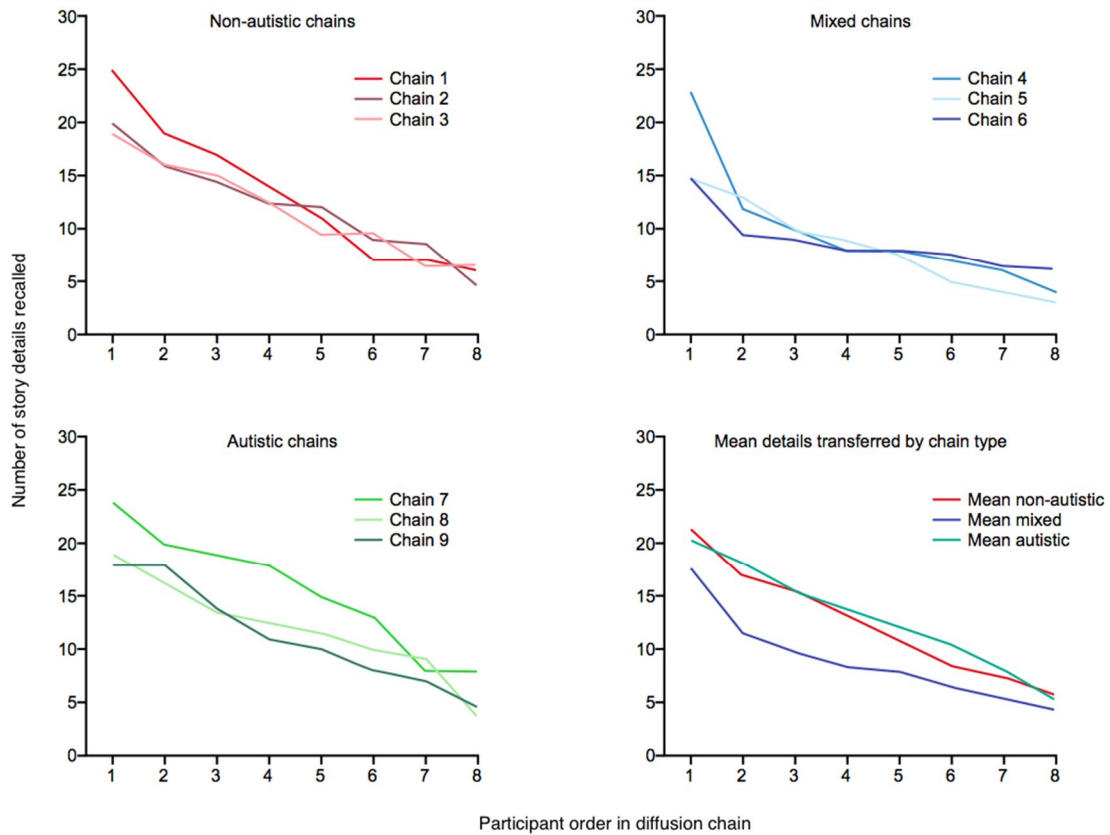 Number of story details recalled
Non-autistic chains
30
25
20
15
10
5
0
Chain 1
Chain 2
Chain 3
1 2 3 4 5 6 7 8
Mixed chains
30
25
20
15
10
5
0
Chain 4
Chain 5
Chain 6
1 2 3 4 5 6 7 8
Autistic chains
30
25
20
15
10
5
0
Chain 7
Chain 8
Chain 9
1 2 3 4 5 6 7 8
Mean details transferred by chain type
30
25
20
15
10
5
0
Mean non-autistic
Mean mixed
Mean autistic
1 2 3 4 5 6 7 8
Participant order in diffusion chain